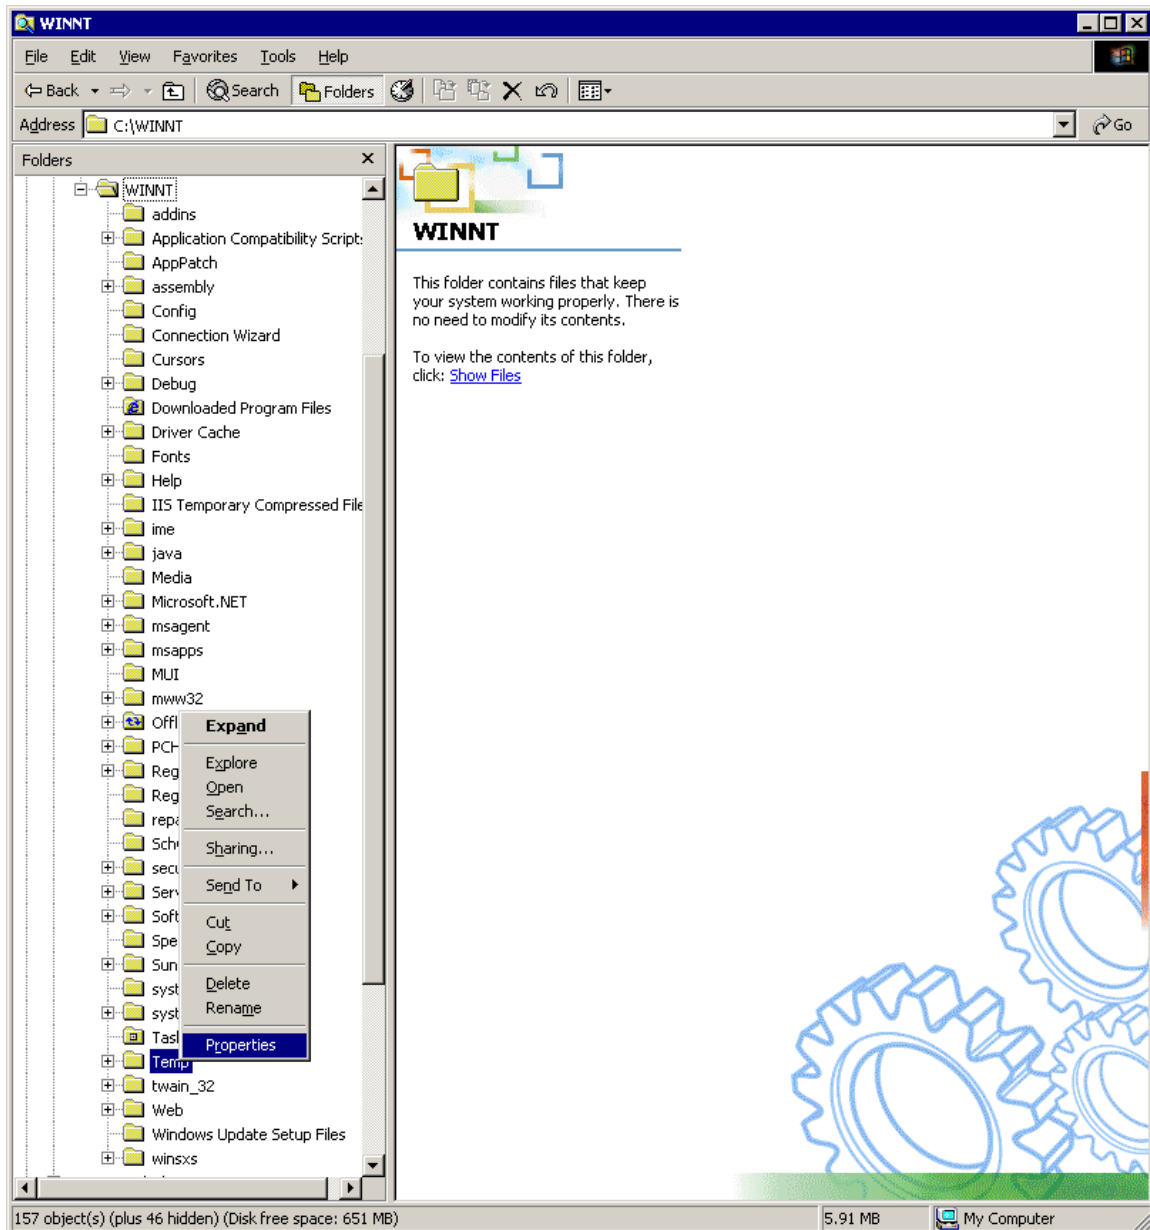 WINNT
File Edit View Favorites Tools Help
Back Search Folders
Address C:\WINNT Go
Folders
WINNT
addins
Application Compatibility Script
AppPatch
assembly
Config
Connection Wizard
Cursors
Debug
Downloaded Program Files
Driver Cache
Fonts
Help
IIS Temporary Compressed File
ime
java
Media
Microsoft.NET
msagent
msapps
MUI
mww32
Offl
PCH
Reg
Reg
repa
Sch
secu
Serv
Soft
Spe
Sun
syst
syst
Tas
Temp
twain_32
Web
Windows Update Setup Files
winsxs
Expand
Explore
Open
Search...
Sharing...
Send To
Cut
Copy
Delete
Rename
Properties
WINNT
This folder contains files that keep
your system working properly. There is
no need to modify its contents.
To view the contents of this folder,
click: Show Files
157 object(s) (plus 46 hidden) (Disk free space: 651 MB) 5.91 MB My Computer